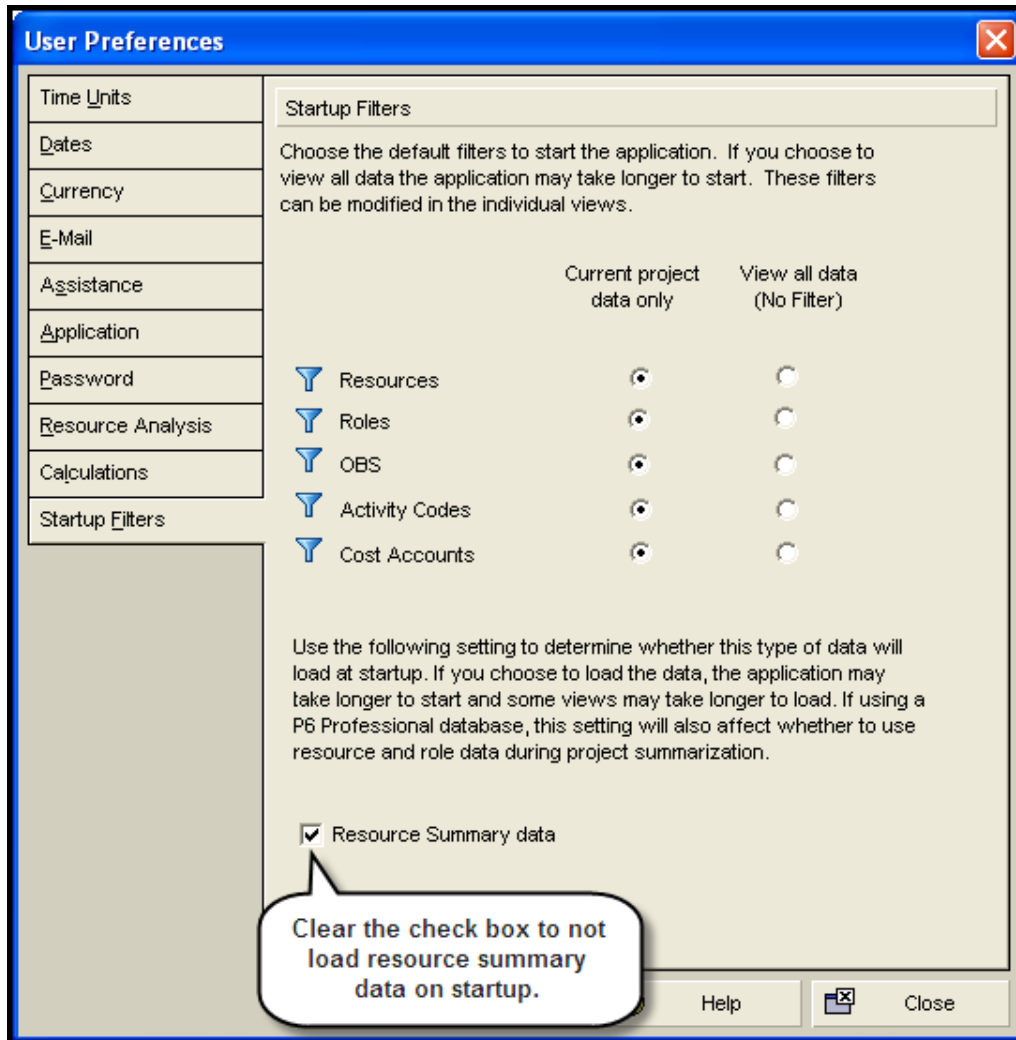 User Preferences
Time Units
Dates
Currency
E-Mail
Assistance
Application
Password
Resource Analysis
Calculations
Startup Filters
Startup Filters
Choose the default filters to start the application. If you choose to
view all data the application may take longer to start. These filters
can be modified in the individual views.
Current project
data only
View all data
(No Filter)
Resources
Roles
OBS
Activity Codes
Cost Accounts
Use the following setting to determine whether this type of data will
load at startup. If you choose to load the data, the application may
take longer to start and some views may take longer to load. If using a
P6 Professional database, this setting will also affect whether to use
resource and role data during project summarization.
Resource Summary data
Clear the check box to not
load resource summary
data on startup.
Help
Close